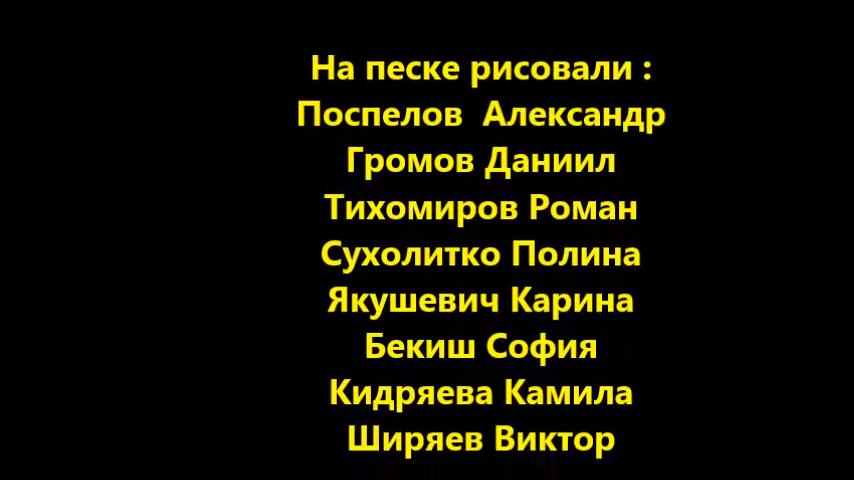 На песке рисовали :
Поспелов  Александр
Громов Даниил
Тихомиров Роман
Сухолитко Полина
Якушевич Карина
Бекиш София
Кидряева Камила
Ширяев Виктор